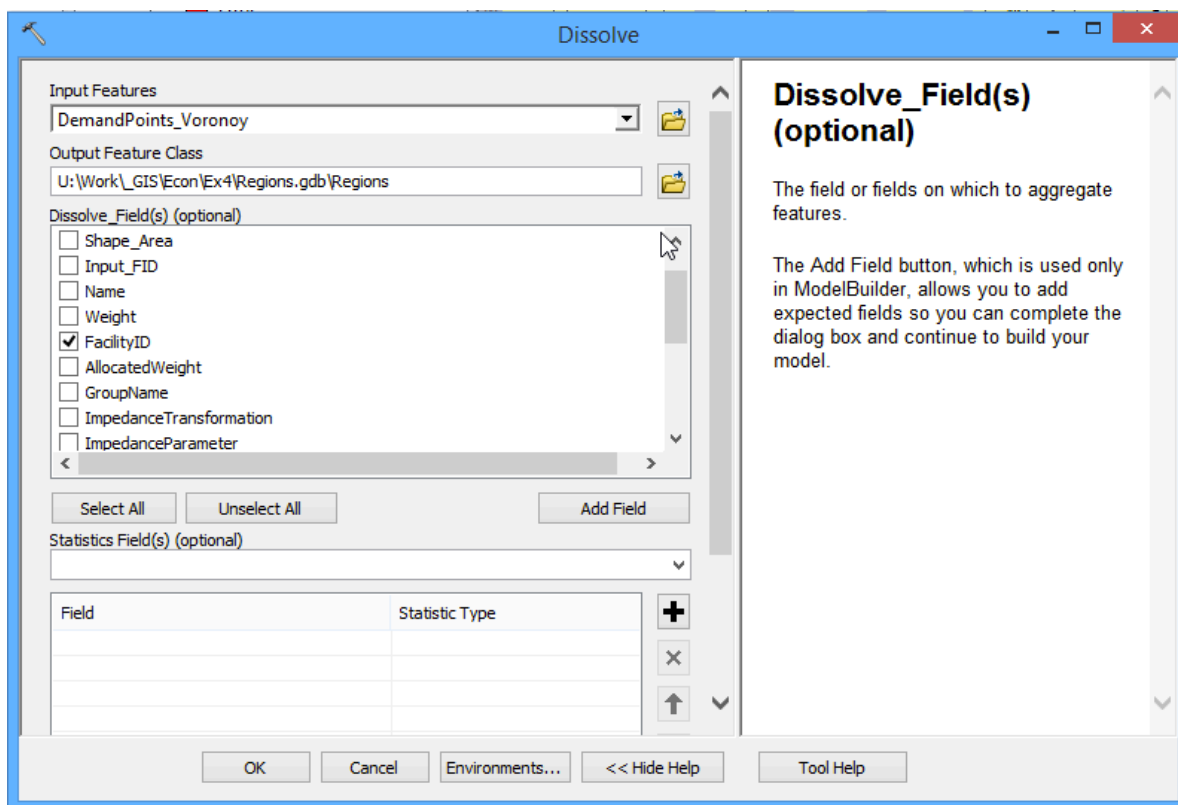 Dissolve
Input Features
DemandPoints_Voronoy
Output Feature Class
U:\Work\_GIS\Econ\Ex4\Regions.gdb\Regions
Dissolve_Field(s) (optional)
Shape_Area
Input_FID
Name
Weight
FacilityID
AllocatedWeight
GroupName
ImpedanceTransformation
ImpedanceParameter
Select All
Unselect All
Add Field
Statistics Field(s) (optional)
Field
Statistic Type
Dissolve_Field(s)
(optional)
The field or fields on which to aggregate
features.
The Add Field button, which is used only
in ModelBuilder, allows you to add
expected fields so you can complete the
dialog box and continue to build your
model.
OK
Cancel
Environments...
<< Hide Help
Tool Help